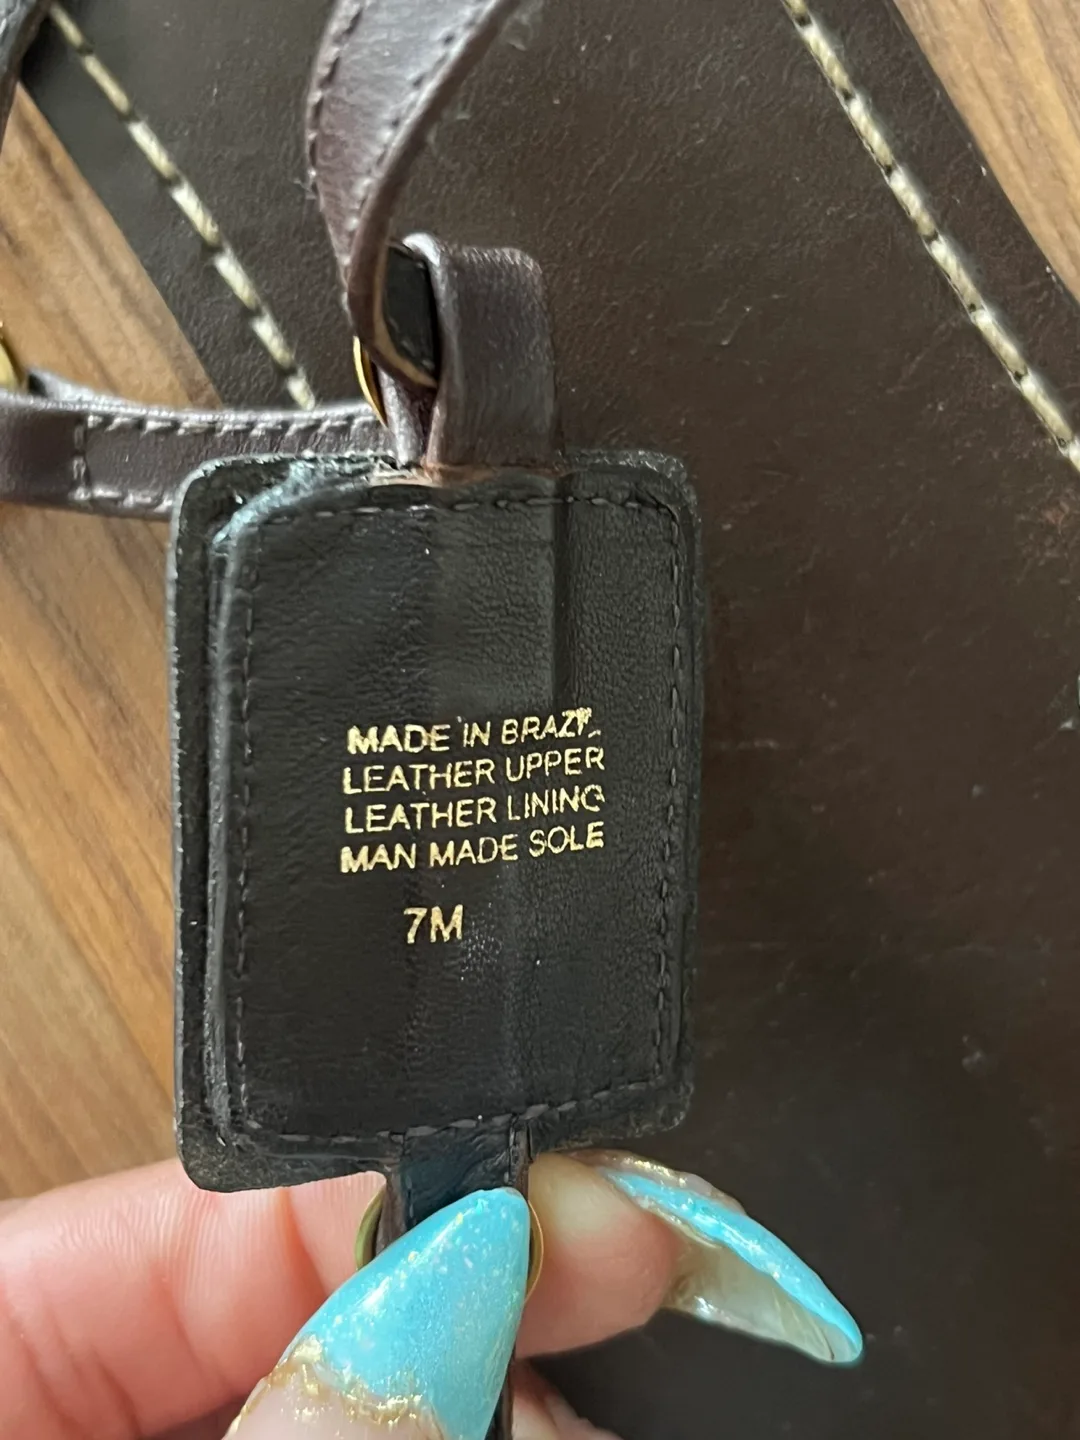 MADE IN BRAZIL
LEATHER UPPER
LEATHER LINING
MAN MADE SOLE
7M